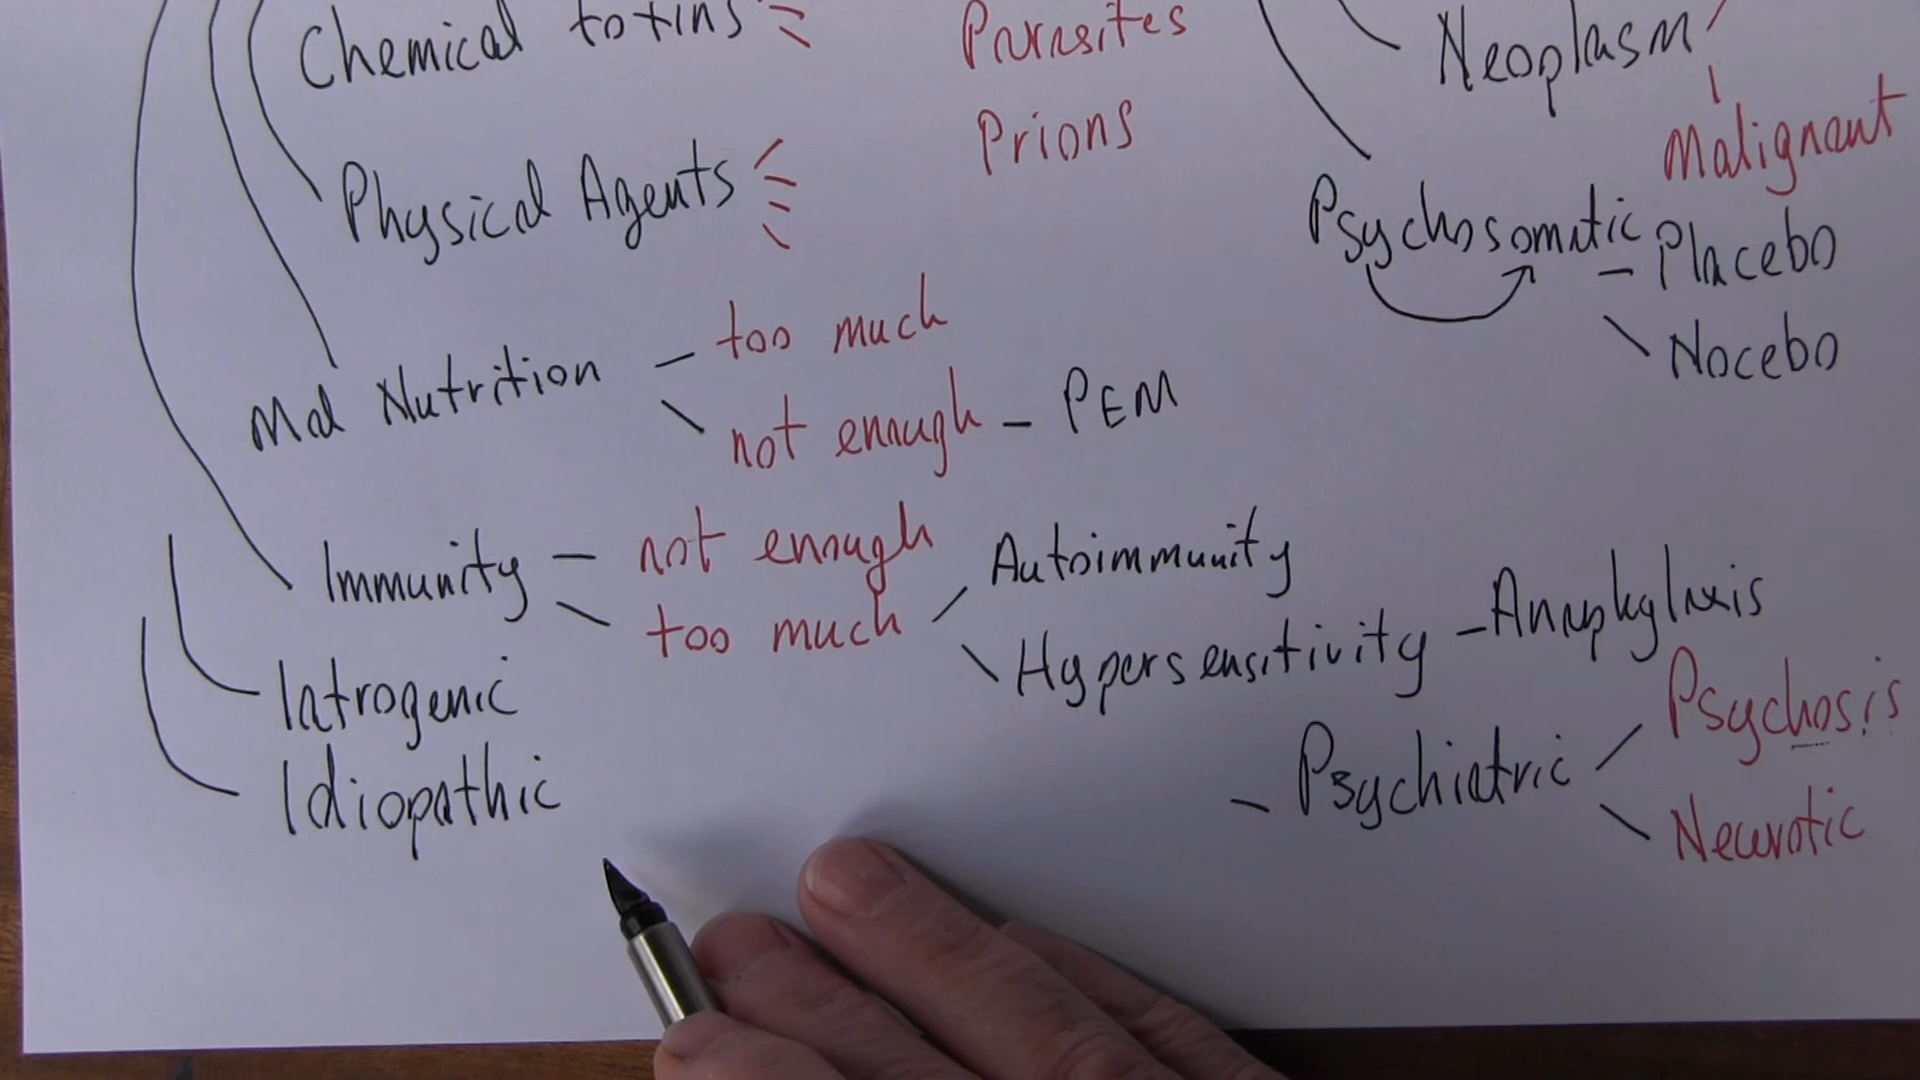 Chemical toxins
Parasites
Neoplasm
Prions
Malignant
Physical Agents
Psychosomatic
Placebo
Nocebo
Mal Nutrition - too much
not enough - PEM
Immunity - not enough
too much
Autoimmunity
Hypersensitivity - Anaphylaxis
Iatrogenic
Idiopathic
- Psychiatric
Psychosis
Neurotic